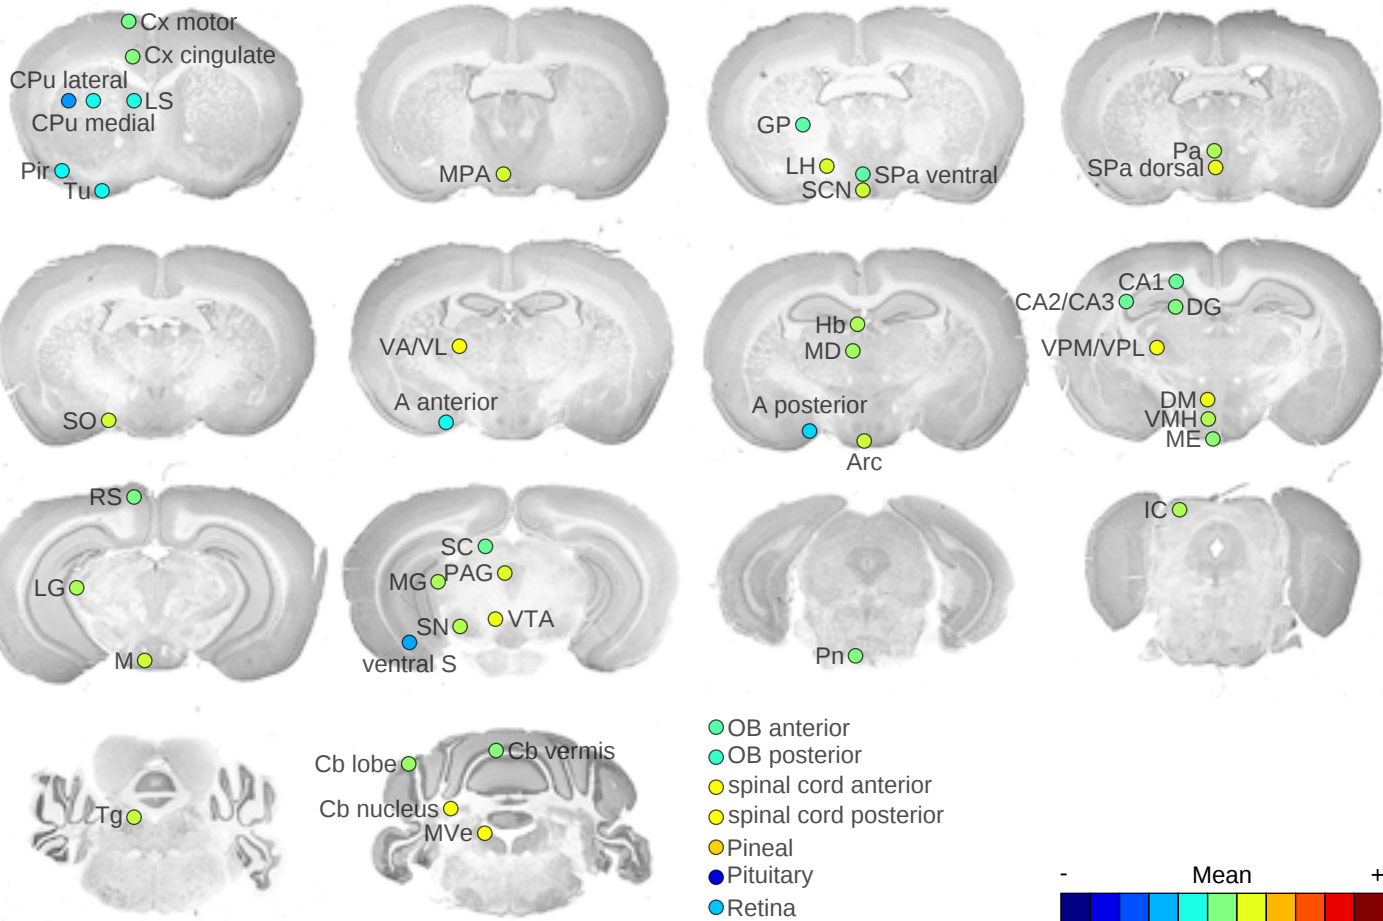 Cx motor
Cx cingulate
CPu lateral
LS
CPu medial
Pir
Tu
MPA
GP
LH
SPa ventral
SCN
Pa
SPa dorsal
SO
VA/VL
A anterior
Hb
MD
A posterior
Arc
CA1
CA2/CA3
DG
VPM/VPL
DM
VMH
ME
RS
LG
M
SC
MG
PAG
SN
VTA
ventral S
Pn
IC
Tg
Cb lobe
Cb vermis
Cb nucleus
MVe
OB anterior
OB posterior
spinal cord anterior
spinal cord posterior
Pineal
Pituitary
Retina
- Mean +